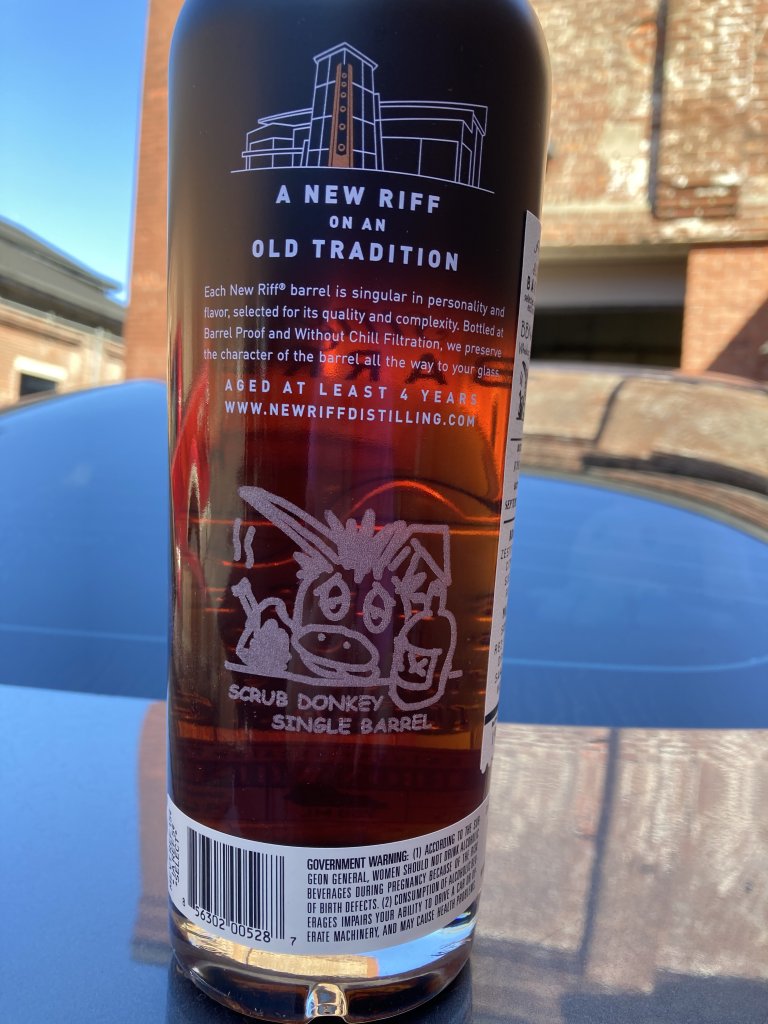 A NEW RIFF
ON AN
OLD TRADITION
Each New Riff® barrel is singular in personality and
flavor, selected for its quality and complexity. Bottled at
Barrel Proof and Without Chill Filtration, we preserve
the character of the barrel all the way to your glass.
AGED AT LEAST 4 YEARS
WWW.NEWRIFFDISTILLING.COM
SCRUB DONKEY
SINGLE BARREL
GOVERNMENT WARNING: (1) ACCORDING TO THE SUR-
GEON GENERAL, WOMEN SHOULD NOT DRINK ALCOHOLIC
BEVERAGES DURING PREGNANCY BECAUSE OF THE RISK
OF BIRTH DEFECTS. (2) CONSUMPTION OF ALCOHOLIC BEV-
ERAGES IMPAIRS YOUR ABILITY TO DRIVE A CAR OR
ERATE MACHINERY, AND MAY CAUSE HEALTH PROBLEMS.
8 56302 00528 7